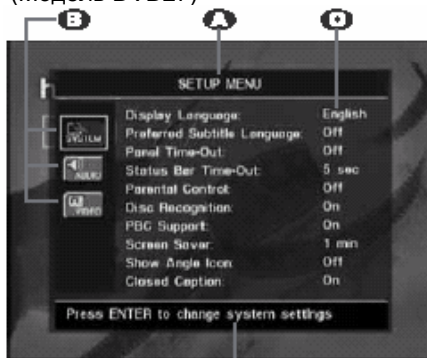 (Модель DVD27)
B A
SETUP MENU
Display Language: English
Preferred Subtitle Language: Off
Panel Time-Out: Off
Status Bar Time-Out: 5 sec
Parental Control: Off
Disc Recognition: On
PBC Support: On
Screen Saver: 1 min
Show Angle Icon: Off
Closed Caption: On
SYSTEM
AUDIO
VIDEO
Press ENTER to change system settings